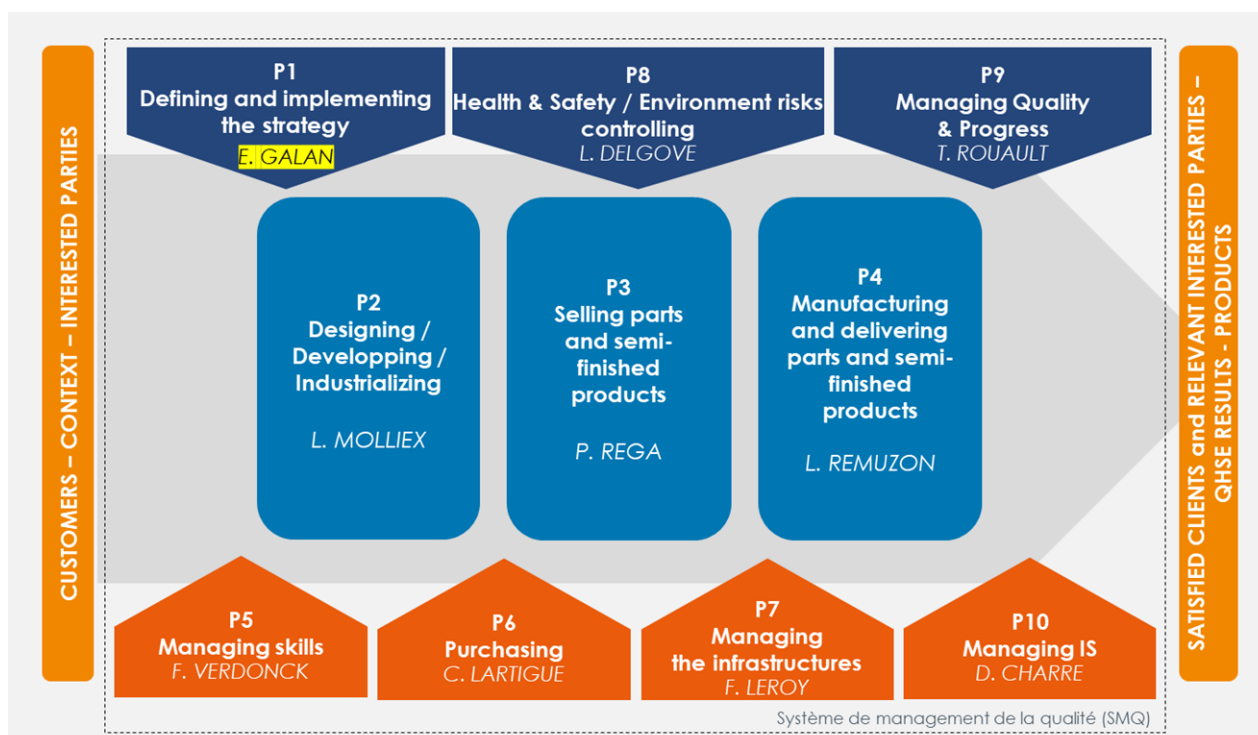 CUSTOMERS – CONTEXT – INTERESTED PARTIES
P1
Defining and implementing
the strategy
E. GALAN
P8
Health & Safety / Environment risks
controlling
L. DELGOVE
P9
Managing Quality
& Progress
T. ROUAULT
P2
Designing /
Developping /
Industrializing
L. MOLLIEX
P3
Selling parts
and semi-
finished
products
P. REGA
P4
Manufacturing
and delivering
parts and semi-
finished
products
L. REMUZON
P5
Managing skills
F. VERDONCK
P6
Purchasing
C. LARTIGUE
P7
Managing
the infrastructures
F. LEROY
P10
Managing IS
D. CHARRE
Système de management de la qualité (SMQ)
SATISFIED CLIENTS and RELEVANT INTERESTED PARTIES –
QHSE RESULTS - PRODUCTS